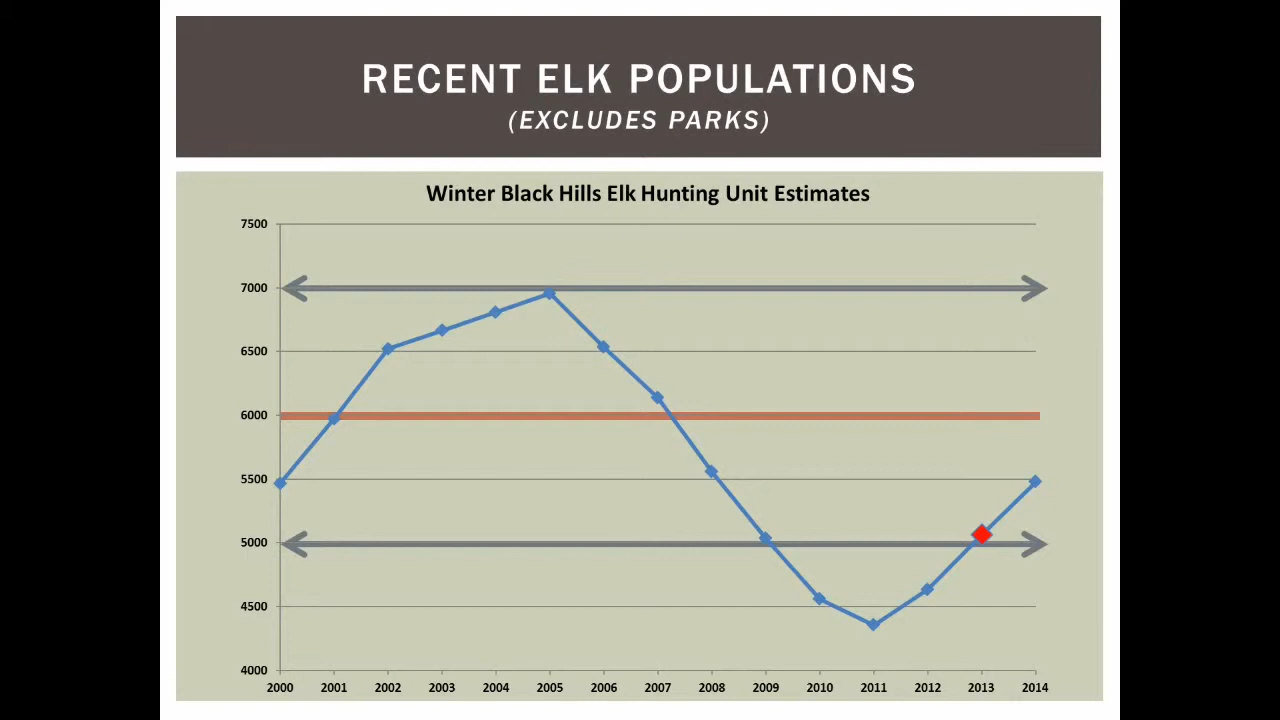 RECENT ELK POPULATIONS
(EXCLUDES PARKS)
Winter Black Hills Elk Hunting Unit Estimates
7500
7000
6500
6000
5500
5000
4500
4000
2000 2001 2002 2003 2004 2005 2006 2007 2008 2009 2010 2011 2012 2013 2014